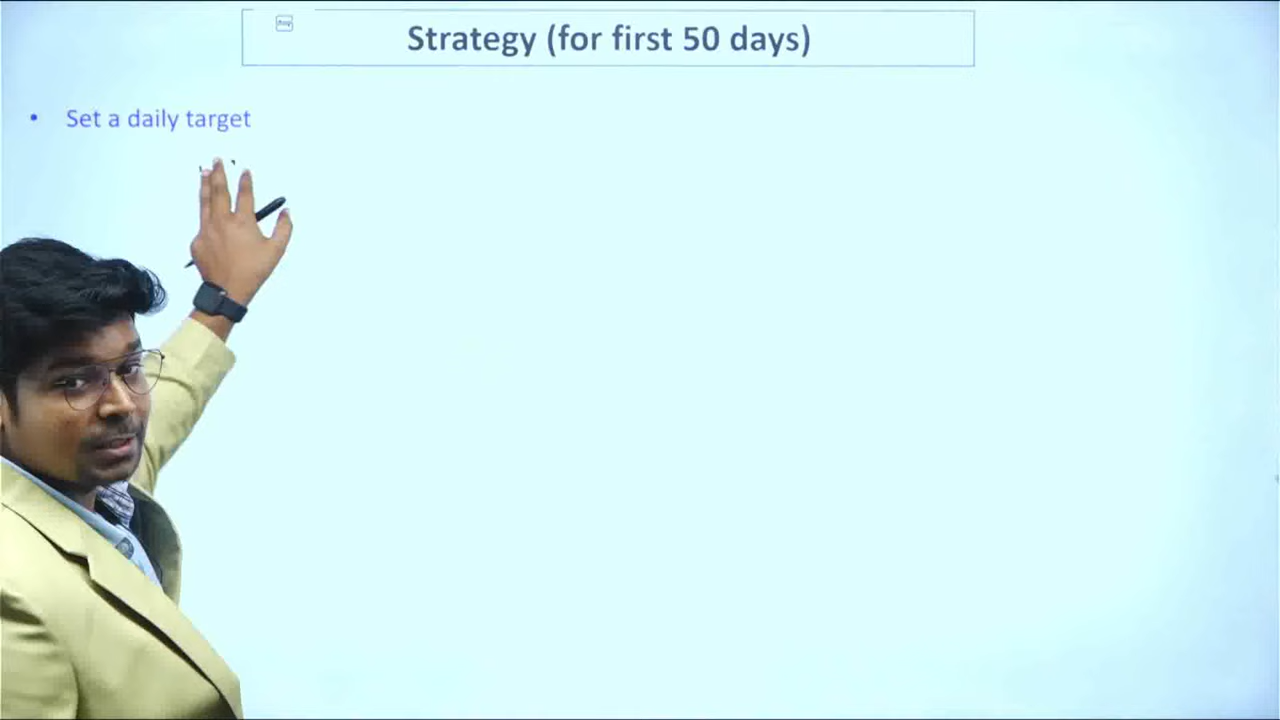 Strategy (for first 50 days)
• Set a daily target